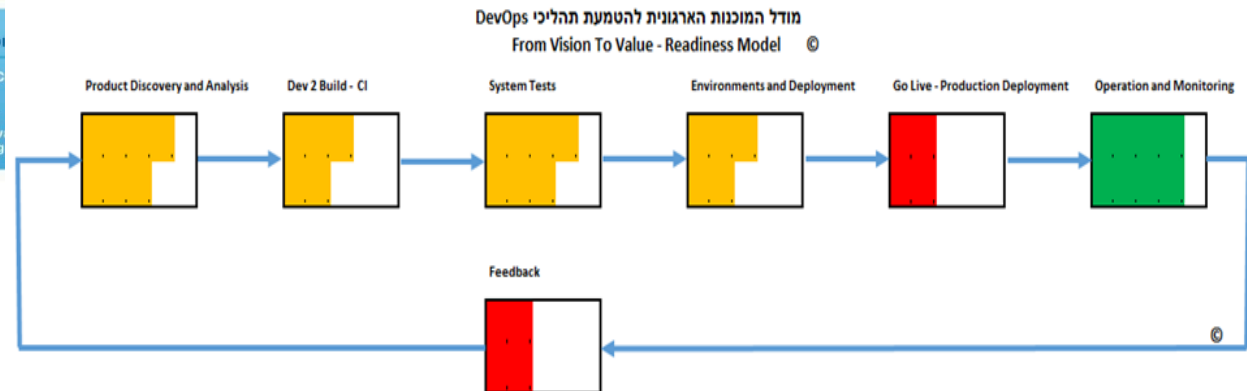 מודל המוכנות הארגונית להטמעת תהליכי DevOps
From Vision To Value - Readiness Model ©
Product Discovery and Analysis
Dev 2 Build - CI
System Tests
Environments and Deployment
Go Live - Production Deployment
Operation and Monitoring
Feedback
©